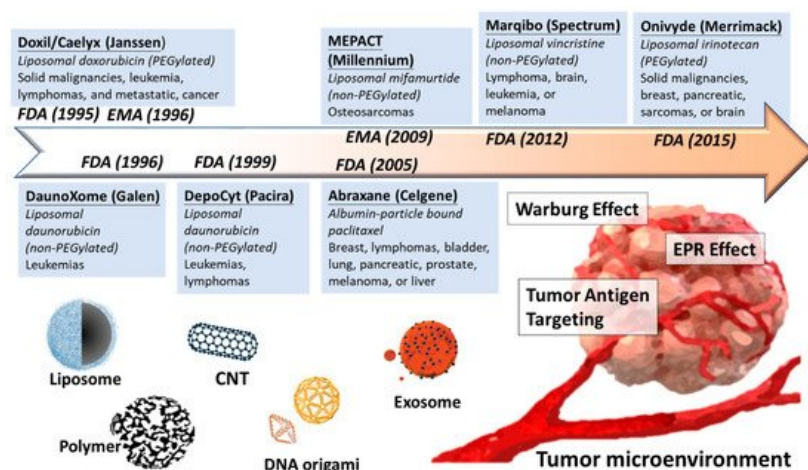 Doxil/Caelyx (Janssen)
Liposomal doxorubicin (PEGylated)
Solid malignancies, leukemia,
lymphomas, and metastatic, cancer
FDA (1995) EMA (1996)
MEPACT
(Millennium)
Liposomal mifamurtide
(non-PEGylated)
Osteosarcomas
EMA (2009)
Marqibo (Spectrum)
Liposomal vincristine
(non-PEGylated)
Lymphoma, brain,
leukemia, or
melanoma
FDA (2012)
Onivyde (Merrimack)
Liposomal irinotecan
(PEGylated)
Solid malignancies,
breast, pancreatic,
sarcomas, or brain
FDA (2015)
FDA (1996)
DaunoXome (Galen)
Liposomal
daunorubicin
(non-PEGylated)
Leukemias
FDA (1999)
DepoCyt (Pacira)
Liposomal
daunorubicin
(non-PEGylated)
Leukemias,
lymphomas
FDA (2005)
Abraxane (Celgene)
Albumin-particle bound
paclitaxel
Breast, lymphomas, bladder,
lung, pancreatic, prostate,
melanoma, or liver
Warburg Effect
EPR Effect
Tumor Antigen
Targeting
Liposome
CNT
Exosome
Polymer
DNA origami
Tumor microenvironment